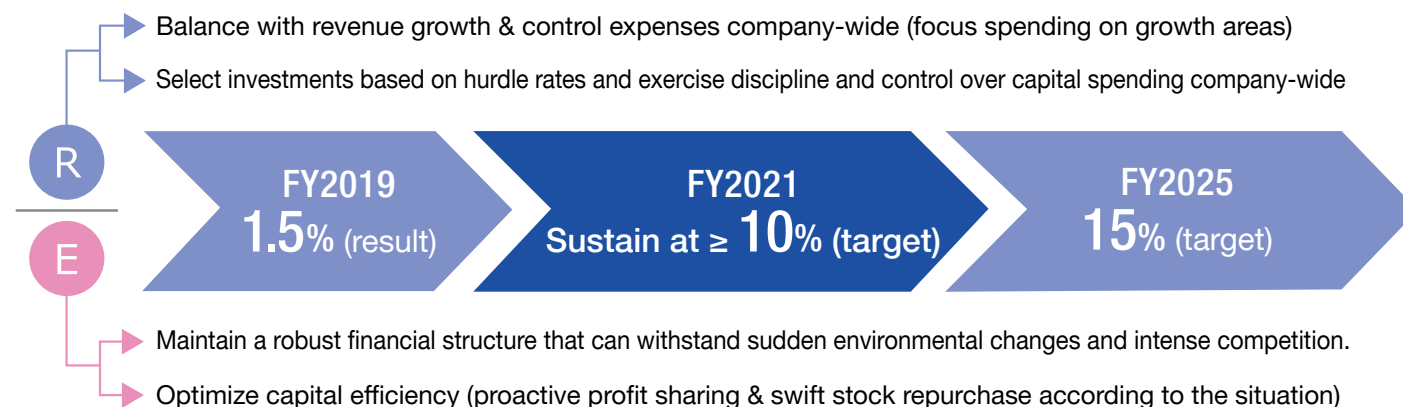 Balance with revenue growth & control expenses company-wide (focus spending on growth areas)
Select investments based on hurdle rates and exercise discipline and control over capital spending company-wide
R
E
FY2019
1.5% (result)
FY2021
Sustain at ≥ 10% (target)
FY2025
15% (target)
Maintain a robust financial structure that can withstand sudden environmental changes and intense competition.
Optimize capital efficiency (proactive profit sharing & swift stock repurchase according to the situation)